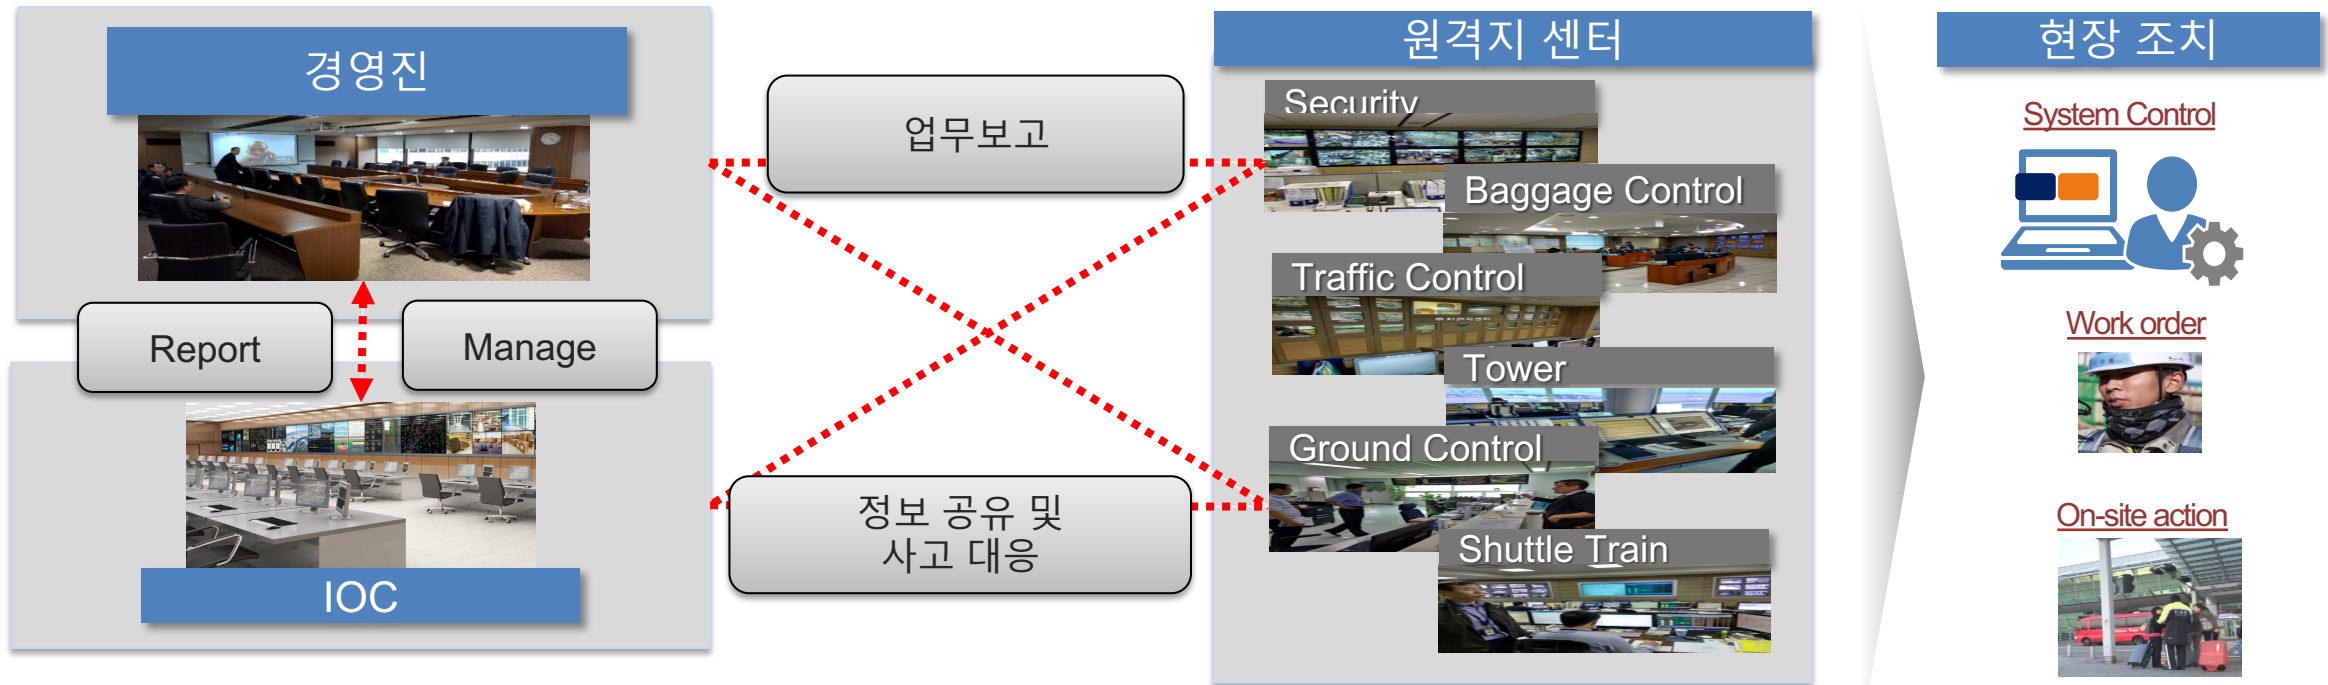 경영진
Report
Manage
IOC
업무보고
정보 공유 및
사고 대응
원격지 센터
Security
Baggage Control
Traffic Control
Tower
Ground Control
Shuttle Train
현장 조치
System Control
Work order
On-site action